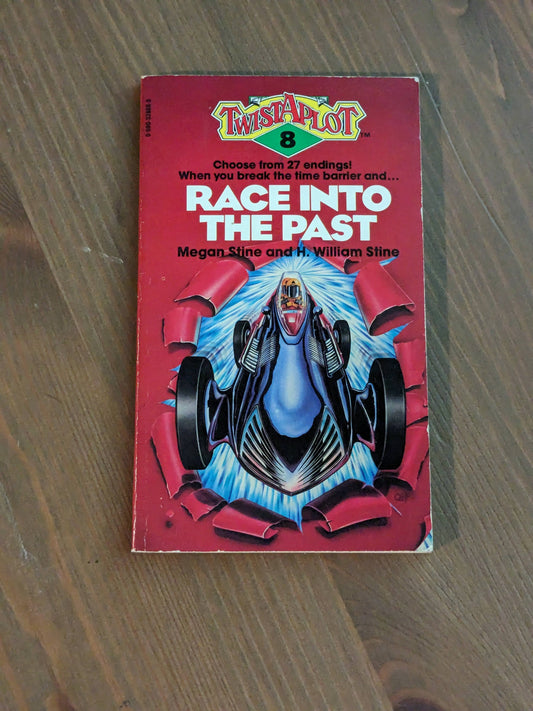 TWISTAPLOT
8
TM
Choose from 27 endings!
When you break the time barrier and...
RACE INTO
THE PAST
Megan Stine and H. William Stine